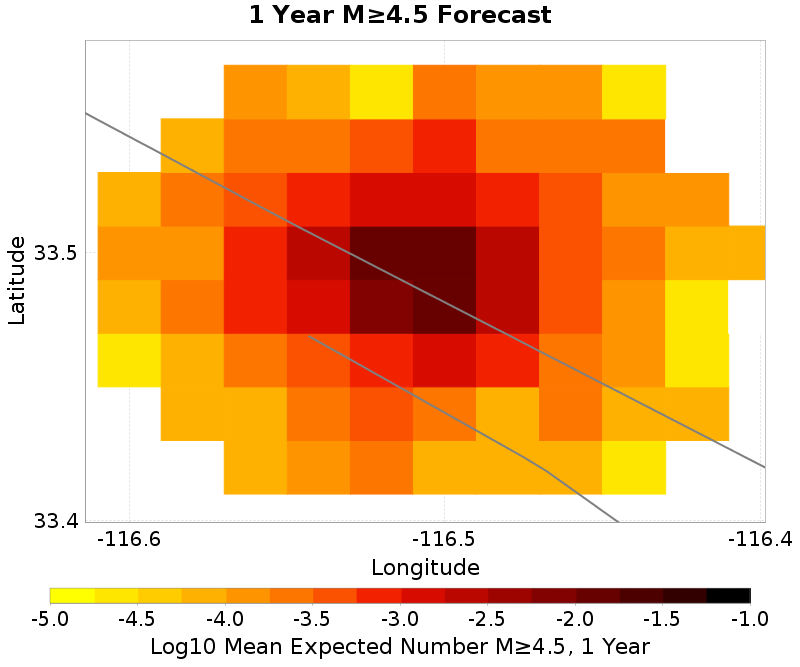 1 Year M≥4.5 Forecast
Latitude
33.5
33.4
-116.6 -116.5 -116.4
Longitude
-5.0 -4.5 -4.0 -3.5 -3.0 -2.5 -2.0 -1.5 -1.0
Log10 Mean Expected Number M≥4.5, 1 Year